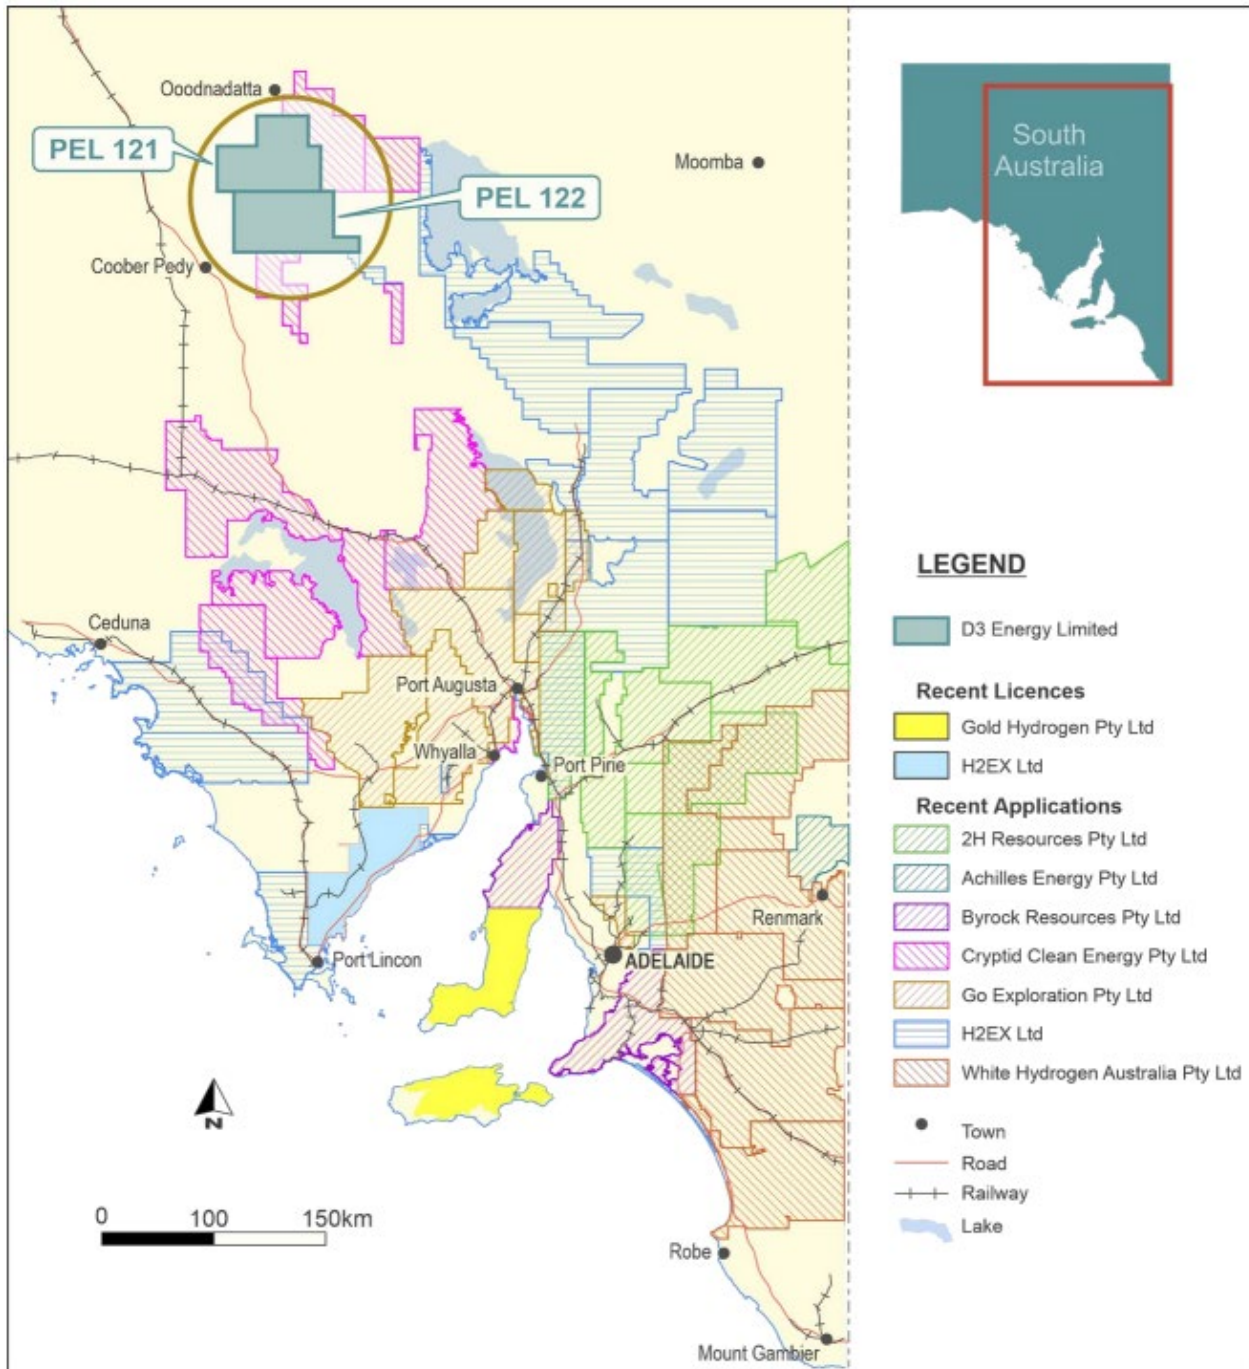 Ooodnadatta
PEL 121
Moomba
PEL 122
Coober Pedy
South
Australia
Ceduna
Port Augusta
Whyalla
Port Pirie
Renmark
Port Lincon
ADELAIDE
N
0 100 150km
Robe
Mount Gambier
LEGEND
D3 Energy Limited
Recent Licences
Gold Hydrogen Pty Ltd
H2EX Ltd
Recent Applications
2H Resources Pty Ltd
Achilles Energy Pty Ltd
Byrock Resources Pty Ltd
Cryptid Clean Energy Pty Ltd
Go Exploration Pty Ltd
H2EX Ltd
White Hydrogen Australia Pty Ltd
Town
Road
Railway
Lake